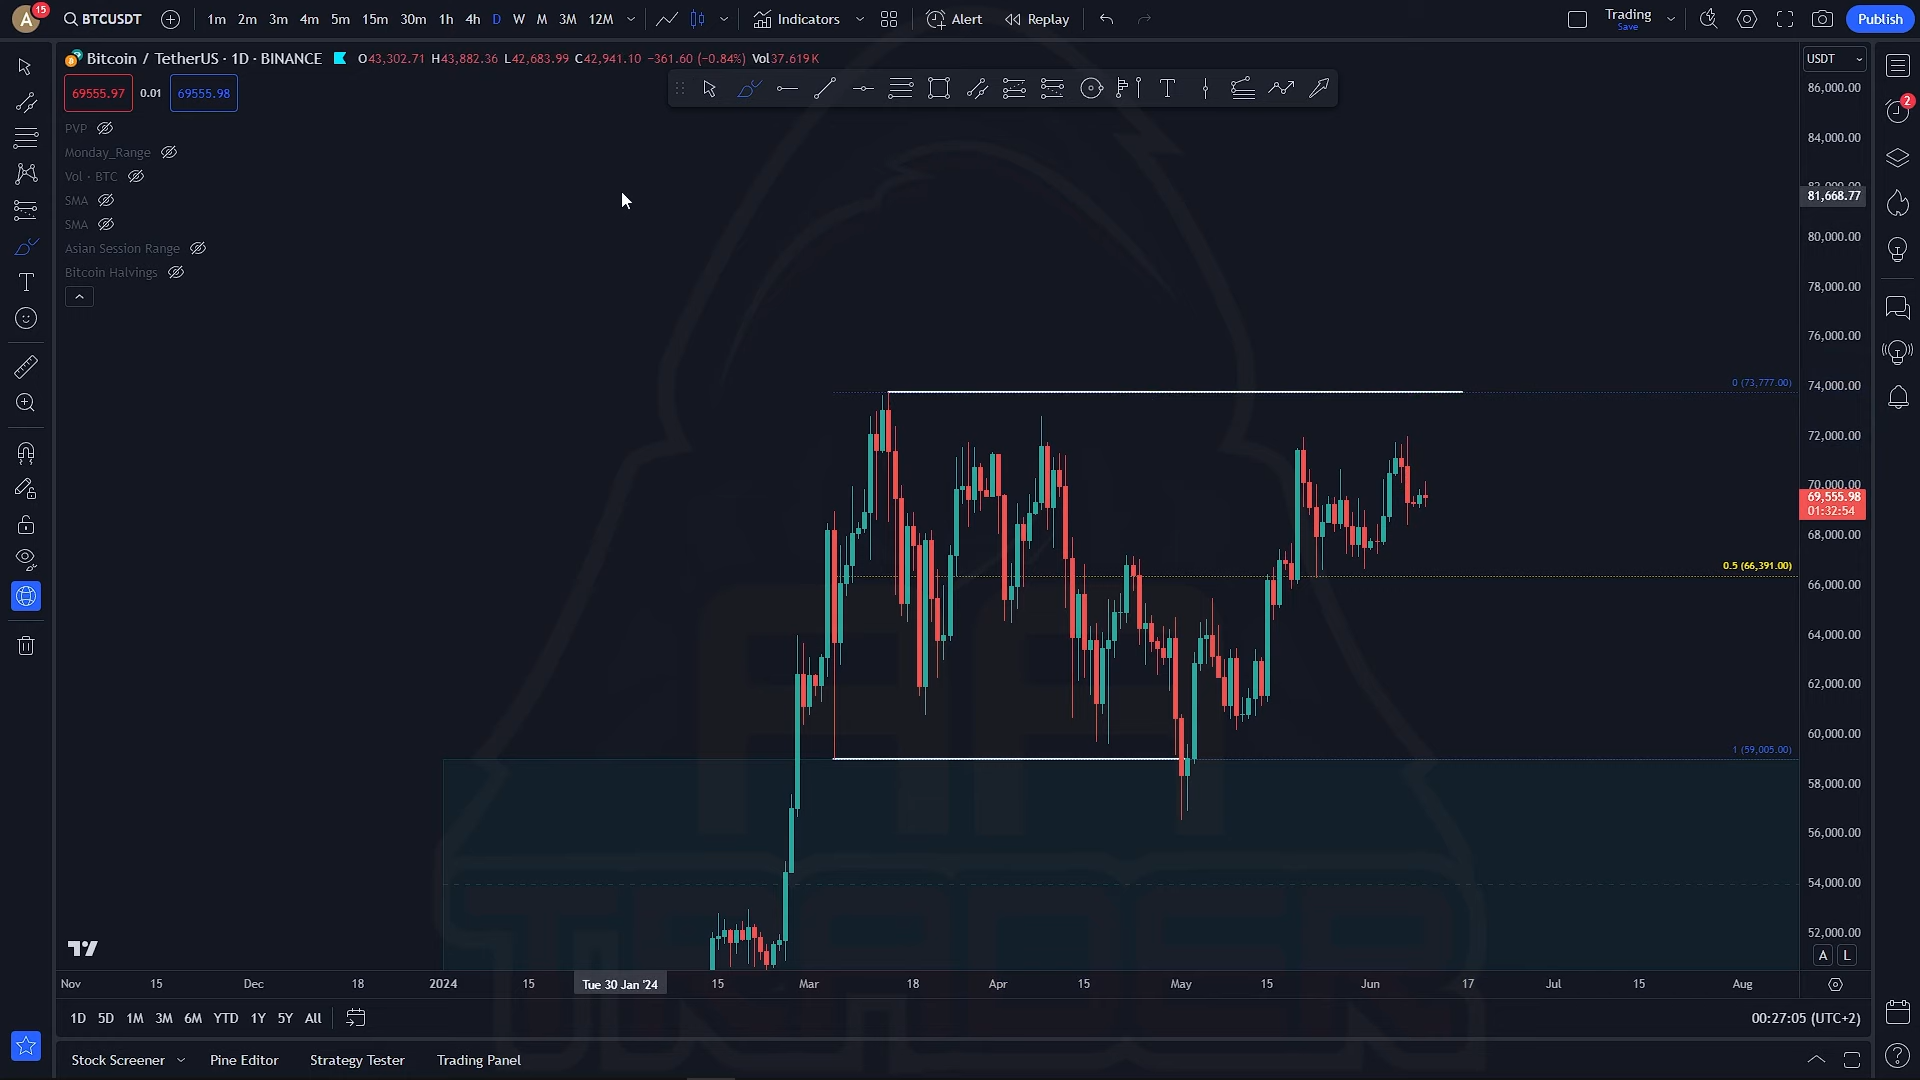 A 15 BTCUSDT 1m 2m 3m 4m 5m 15m 30m 1h 4h D W M 3M 12M Indicators Alert Replay Trading Save Publish
Bitcoin / TetherUS · 1D · BINANCE O43,302.71 H43,882.36 L42,683.99 C42,941.10 -361.60 (-0.84%) Vol37.619K
USDT
69555.97 0.01 69555.98
PVP
Monday_Range
Vol · BTC
SMA
SMA
Asian Session Range
Bitcoin Halvings
86,000.00
2
84,000.00
81,668.77
80,000.00
78,000.00
76,000.00
0 (73,777.00)
74,000.00
72,000.00
70,000.00
69,555.98
01:32:54
68,000.00
0.5 (66,391.00)
66,000.00
64,000.00
62,000.00
60,000.00
1 (59,005.00)
58,000.00
56,000.00
54,000.00
52,000.00
AA
TRADER
A L
Nov 15 Dec 18 2024 15 Tue 30 Jan '24 15 Mar 18 Apr 15 May 15 Jun 17 Jul 15 Aug
1D 5D 1M 3M 6M YTD 1Y 5Y All
00:27:05 (UTC+2)
Stock Screener Pine Editor Strategy Tester Trading Panel